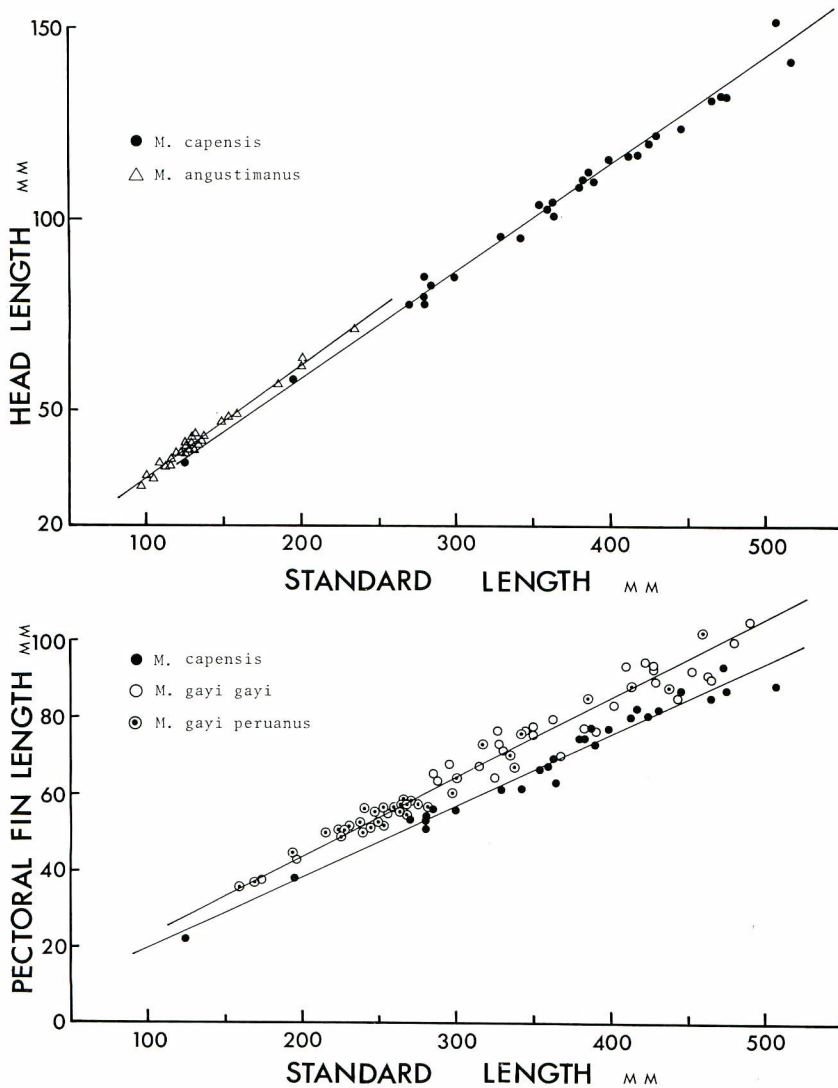 150
M. capensis
M. angustimanus
HEAD LENGTH MM
100
50
20
100 200 300 400 500
STANDARD LENGTH MM
PECTORAL FIN LENGTH MM
100
M. capensis
M. gayi gayi
M. gayi peruanus
80
60
40
20
0
100 200 300 400 500
STANDARD LENGTH MM